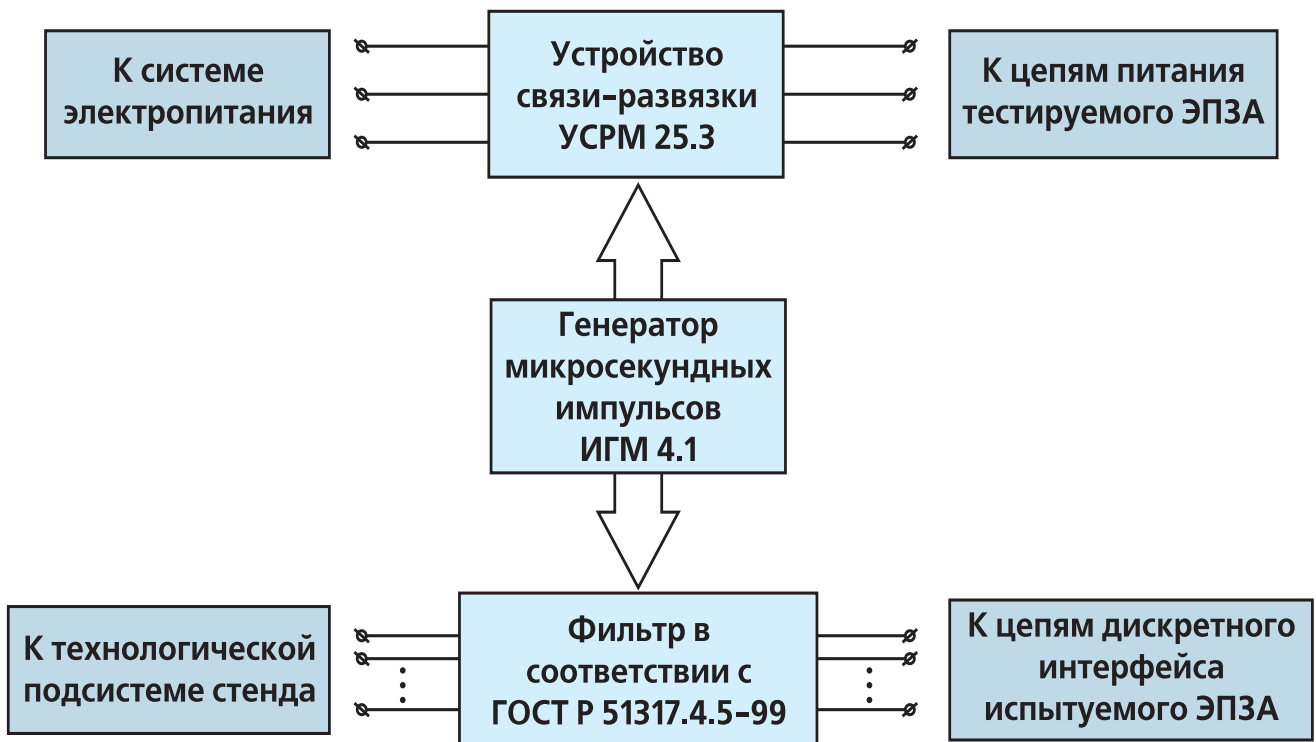 К системе
электропитания
Устройство
связи-развязки
УСРМ 25.3
К цепям питания
тестируемого ЭПЗА
Генератор
микросекундных
импульсов
ИГМ 4.1
К технологической
подсистеме стенда
Фильтр в
соответствии с
ГОСТ Р 51317.4.5-99
К цепям дискретного
интерфейса
испытуемого ЭПЗА